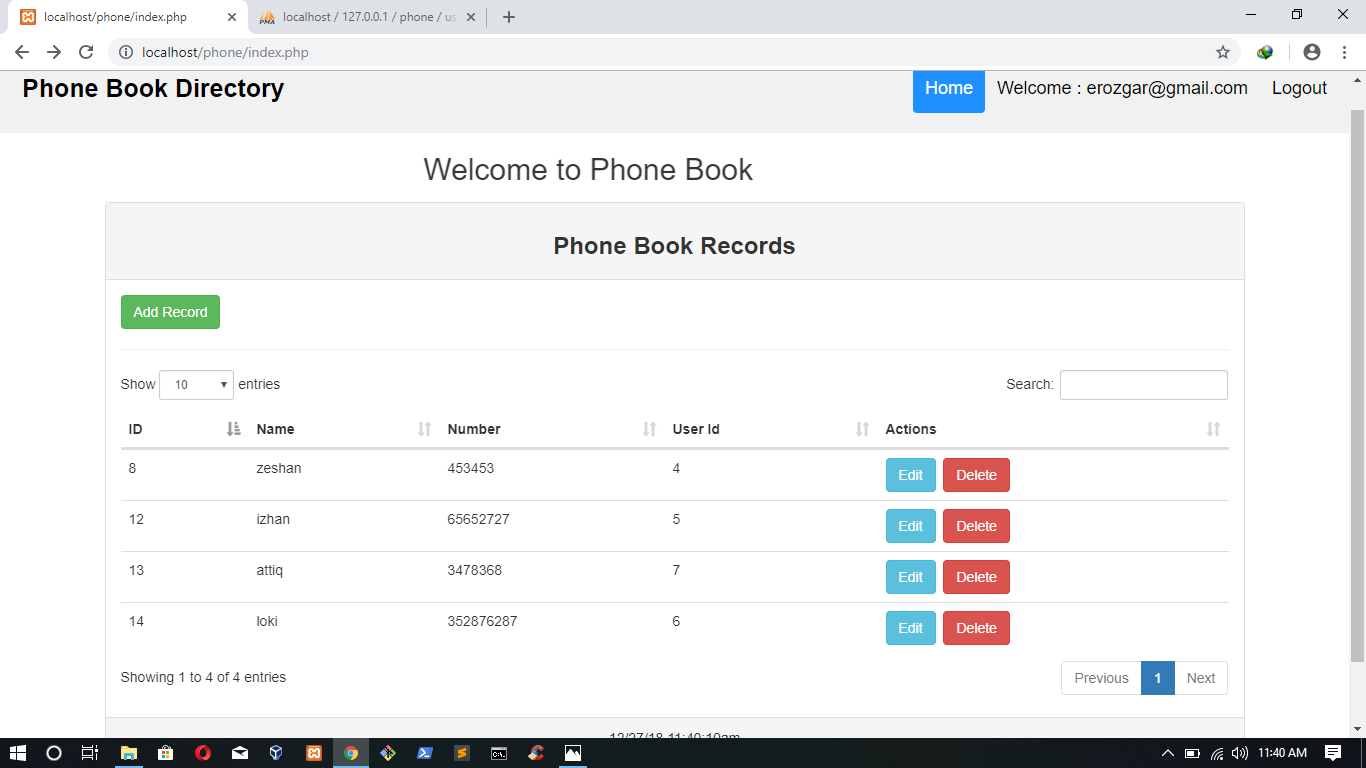 localhost/phone/index.php
localhost / 127.0.0.1 / phone / us
localhost/phone/index.php
Phone Book Directory
Home Welcome : erozgar@gmail.com Logout
Welcome to Phone Book
Phone Book Records
Add Record
Show 10 entries Search:
ID Name Number User Id Actions
8 zeshan 453453 4 Edit Delete
12 izhan 65652727 5 Edit Delete
13 attiq 3478368 7 Edit Delete
14 loki 352876287 6 Edit Delete
Showing 1 to 4 of 4 entries Previous 1 Next
12/27/18 11:40:10am
11:40 AM